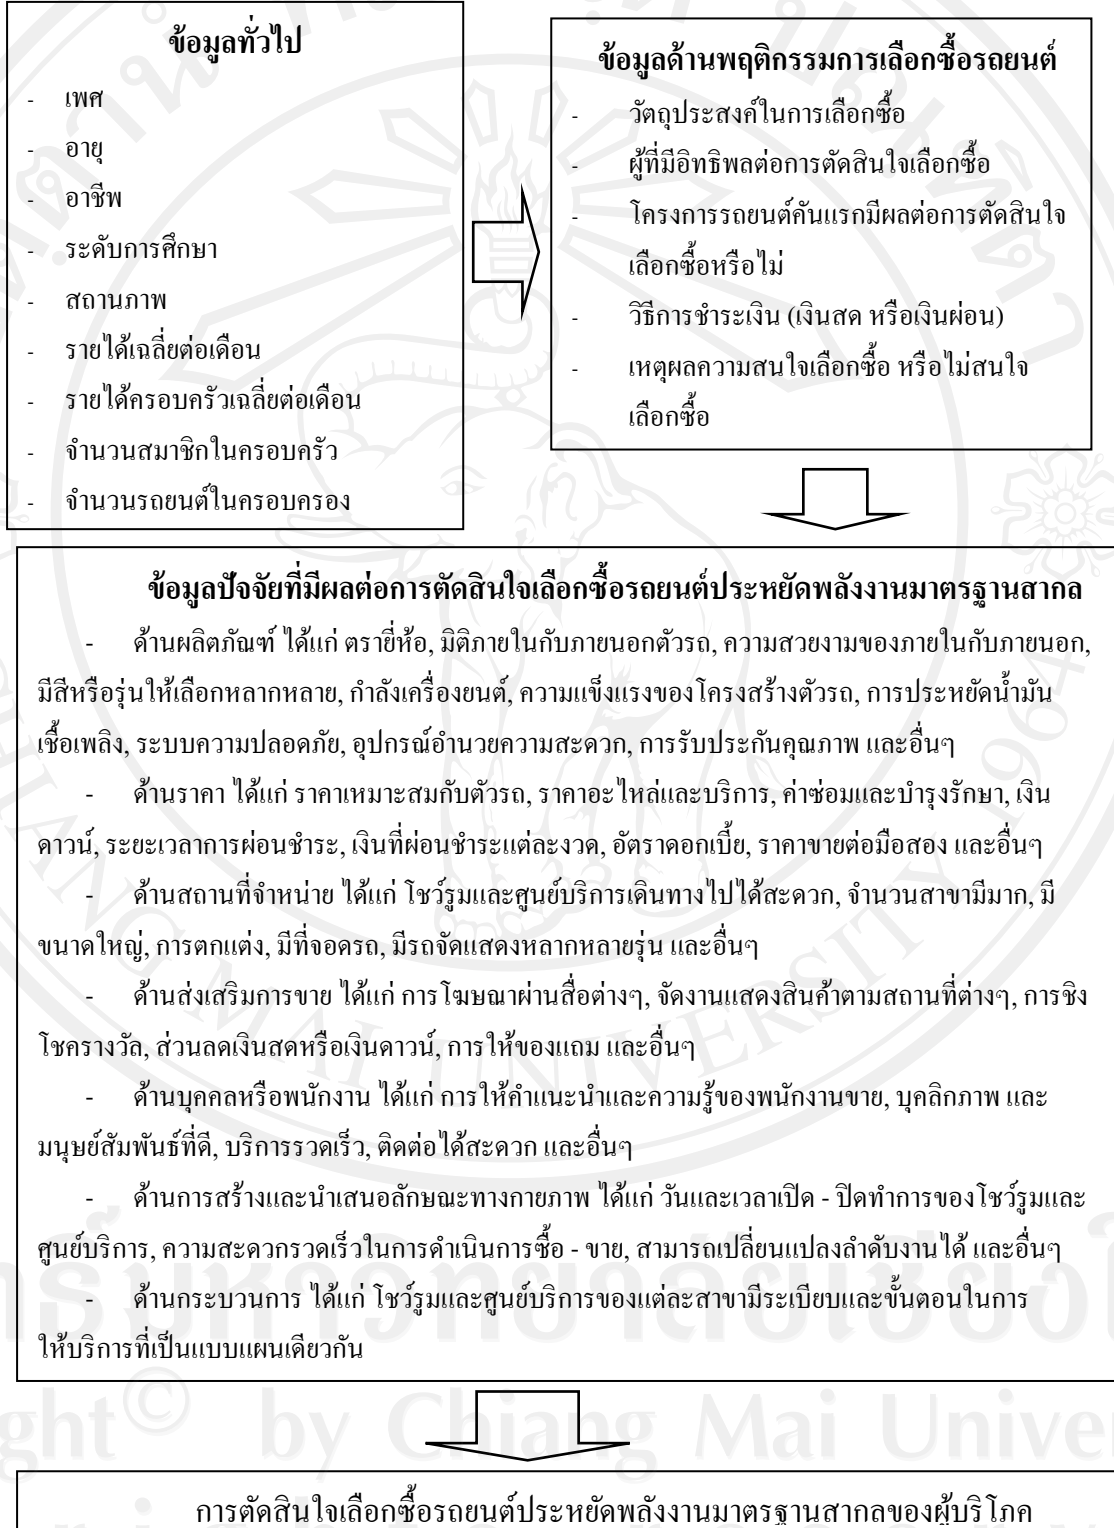 ข้อมูลทั่วไป
- เพศ
- อายุ
- อาชีพ
- ระดับการศึกษา
- สถานภาพ
- รายได้เฉลี่ยต่อเดือน
- รายได้ครอบครัวเฉลี่ยต่อเดือน
- จำนวนสมาชิกในครอบครัว
- จำนวนรถยนต์ในครอบครอง
ข้อมูลด้านพฤติกรรมการเลือกซื้อรถยนต์
- วัตถุประสงค์ในการเลือกซื้อ
- ผู้ที่มีอิทธิพลต่อการตัดสินใจเลือกซื้อ
- โครงการรถยนต์คันแรกมีผลต่อการตัดสินใจ
เลือกซื้อหรือไม่
- วิธีการชำระเงิน (เงินสด หรือเงินผ่อน)
- เหตุผลความสนใจเลือกซื้อ หรือไม่สนใจ
เลือกซื้อ
ข้อมูลปัจจัยที่มีผลต่อการตัดสินใจเลือกซื้อรถยนต์ประหยัดพลังงานมาตรฐานสากล
- ด้านผลิตภัณฑ์ ได้แก่ ตรายี่ห้อ, มิติภายในกับภายนอกตัวรถ, ความสวยงามของภายในกับภายนอก,
มีสีหรือรุ่นให้เลือกหลากหลาย, กำลังเครื่องยนต์, ความแข็งแรงของโครงสร้างตัวรถ, การประหยัดน้ำมัน
เชื้อเพลิง, ระบบความปลอดภัย, อุปกรณ์อำนวยความสะดวก, การรับประกันคุณภาพ และอื่นๆ
- ด้านราคา ได้แก่ ราคาเหมาะสมกับตัวรถ, ราคาอะไหล่และบริการ, ค่าซ่อมและบำรุงรักษา, เงิน
ดาวน์, ระยะเวลาการผ่อนชำระ, เงินที่ผ่อนชำระแต่ละงวด, อัตราดอกเบี้ย, ราคาขายต่อมือสอง และอื่นๆ
- ด้านสถานที่จำหน่าย ได้แก่ โชว์รูมและศูนย์บริการเดินทางไปได้สะดวก, จำนวนสาขามีมาก, มี
ขนาดใหญ่, การตกแต่ง, มีที่จอดรถ, มีรถจัดแสดงหลากหลายรุ่น และอื่นๆ
- ด้านส่งเสริมการขาย ได้แก่ การโฆษณาผ่านสื่อต่างๆ, จัดงานแสดงสินค้าตามสถานที่ต่างๆ, การชิง
โชครางวัล, ส่วนลดเงินสดหรือเงินดาวน์, การให้ของแถม และอื่นๆ
- ด้านบุคคลหรือพนักงาน ได้แก่ การให้คำแนะนำและความรู้ของพนักงานขาย, บุคลิกภาพ และ
มนุษย์สัมพันธ์ที่ดี, บริการรวดเร็ว, ติดต่อได้สะดวก และอื่นๆ
- ด้านการสร้างและนำเสนอลักษณะทางกายภาพ ได้แก่ วันและเวลาเปิด - ปิดทำการของโชว์รูมและ
ศูนย์บริการ, ความสะดวกรวดเร็วในการดำเนินการซื้อ - ขาย, สามารถเปลี่ยนแปลงลำดับงานได้ และอื่นๆ
- ด้านกระบวนการ ได้แก่ โชว์รูมและศูนย์บริการของแต่ละสาขามีระเบียบและขั้นตอนในการ
ให้บริการที่เป็นแบบแผนเดียวกัน
การตัดสินใจเลือกซื้อรถยนต์ประหยัดพลังงานมาตรฐานสากลของผู้บริโภค